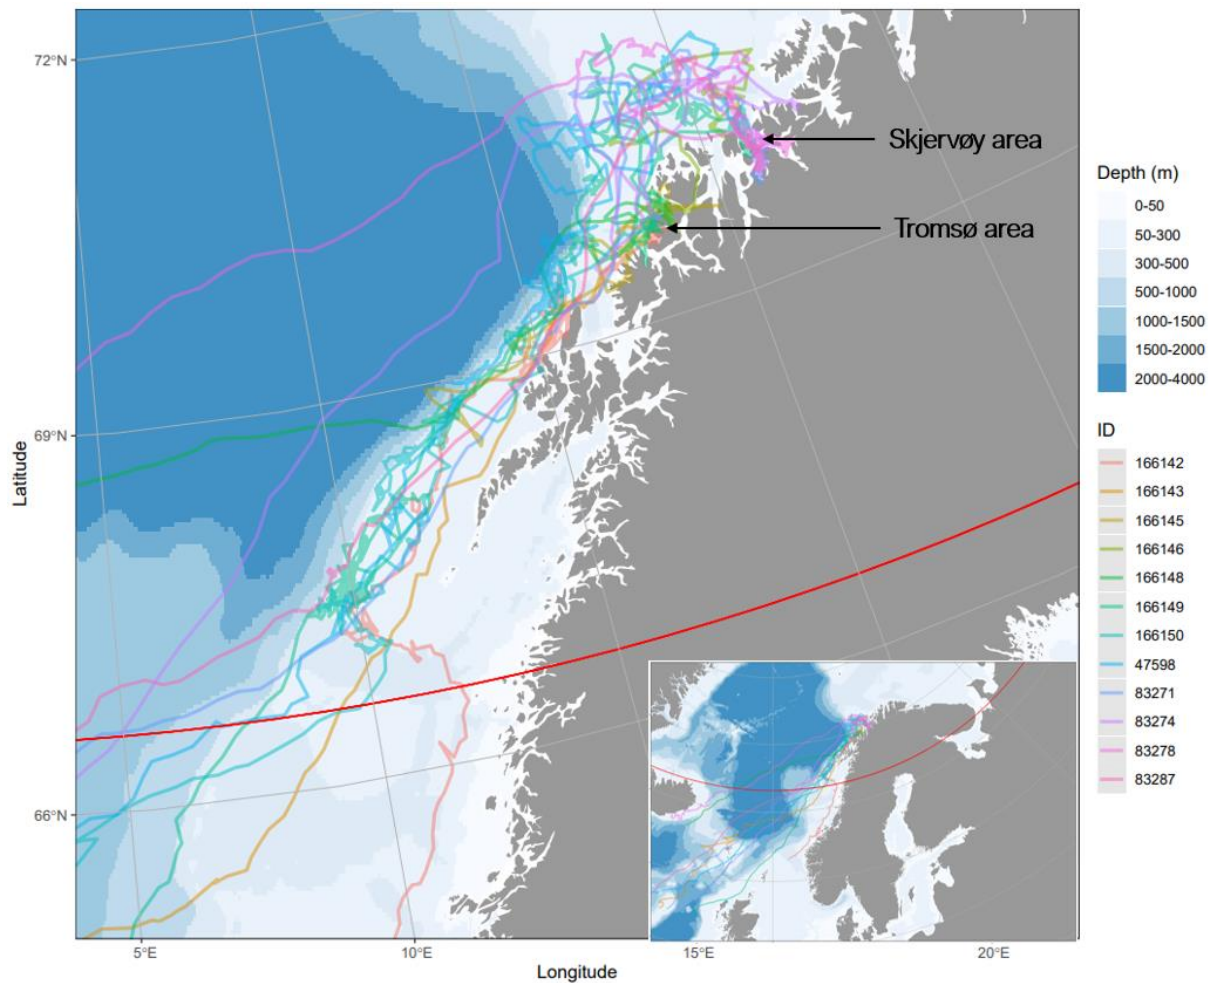 72°N
Skjervøy area
Tromsø area
69°N
Latitude
66°N
5°E
10°E
15°E
20°E
Longitude
Depth (m)
0-50
50-300
300-500
500-1000
1000-1500
1500-2000
2000-4000
ID
166142
166143
166145
166146
166148
166149
166150
47598
83271
83274
83278
83287